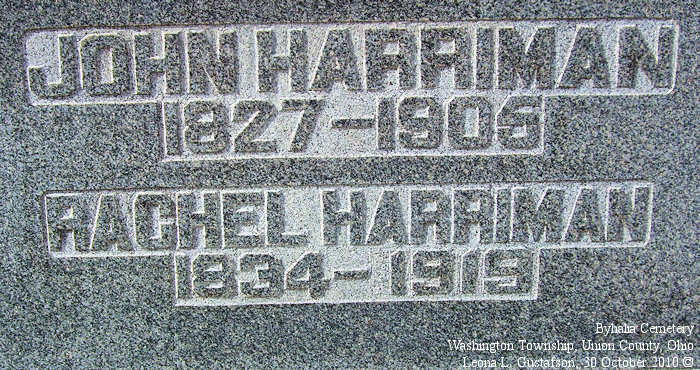 JOHN HARRIMAN
1827-1905
RACHEL HARRIMAN
1834-1919
Byhalia Cemetery
Washington Township, Union County, Ohio
Leona L. Gustafson, 30 October 2010 ©